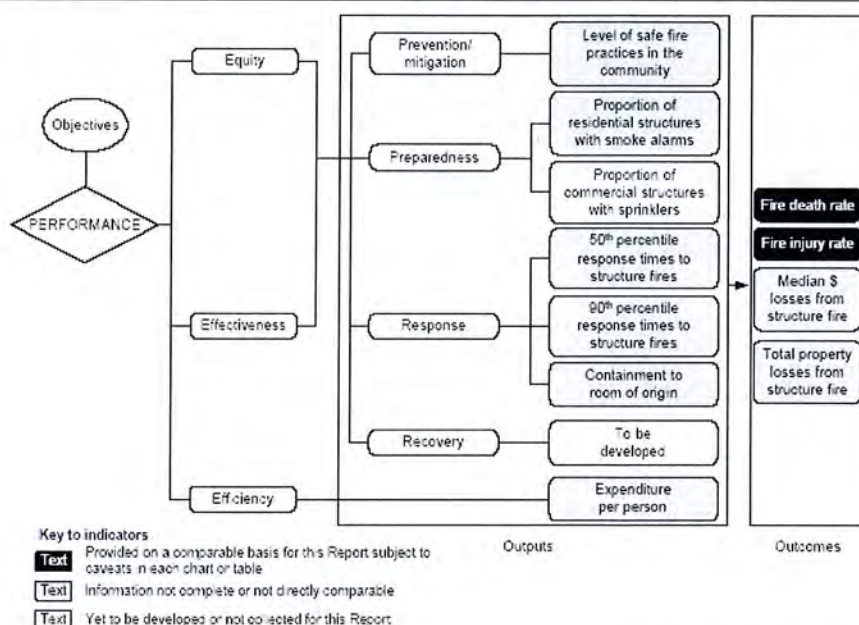 Objectives
PERFORMANCE
Equity
Effectiveness
Efficiency
Prevention/
mitigation
Preparedness
Response
Recovery
Level of safe fire
practices in the
community
Proportion of
residential structures
with smoke alarms
Proportion of
commercial structures
with sprinklers
50th percentile
response times to
structure fires
90th percentile
response times to
structure fires
Containment to
room of origin
To be
developed
Expenditure
per person
Fire death rate
Fire injury rate
Median $
losses from
structure fire
Total property
losses from
structure fire
Outputs
Outcomes
Key to indicators
Text Provided on a comparable basis for this Report subject to
caveats in each chart or table
Text Information not complete or not directly comparable
Text Yet to be developed or not collected for this Report